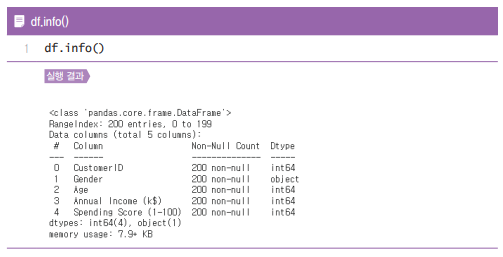 df.info()
1 df.info()
실행 결과
<class 'pandas.core.frame.DataFrame'>
RangeIndex: 200 entries, 0 to 199
Data columns (total 5 columns):
 #   Column                  Non-Null Count  Dtype
---  ------                  --------------  -----
 0   CustomerID              200 non-null    int64
 1   Gender                  200 non-null    object
 2   Age                     200 non-null    int64
 3   Annual Income (k$)      200 non-null    int64
 4   Spending Score (1-100)  200 non-null    int64
dtypes: int64(4), object(1)
memory usage: 7.9+ KB